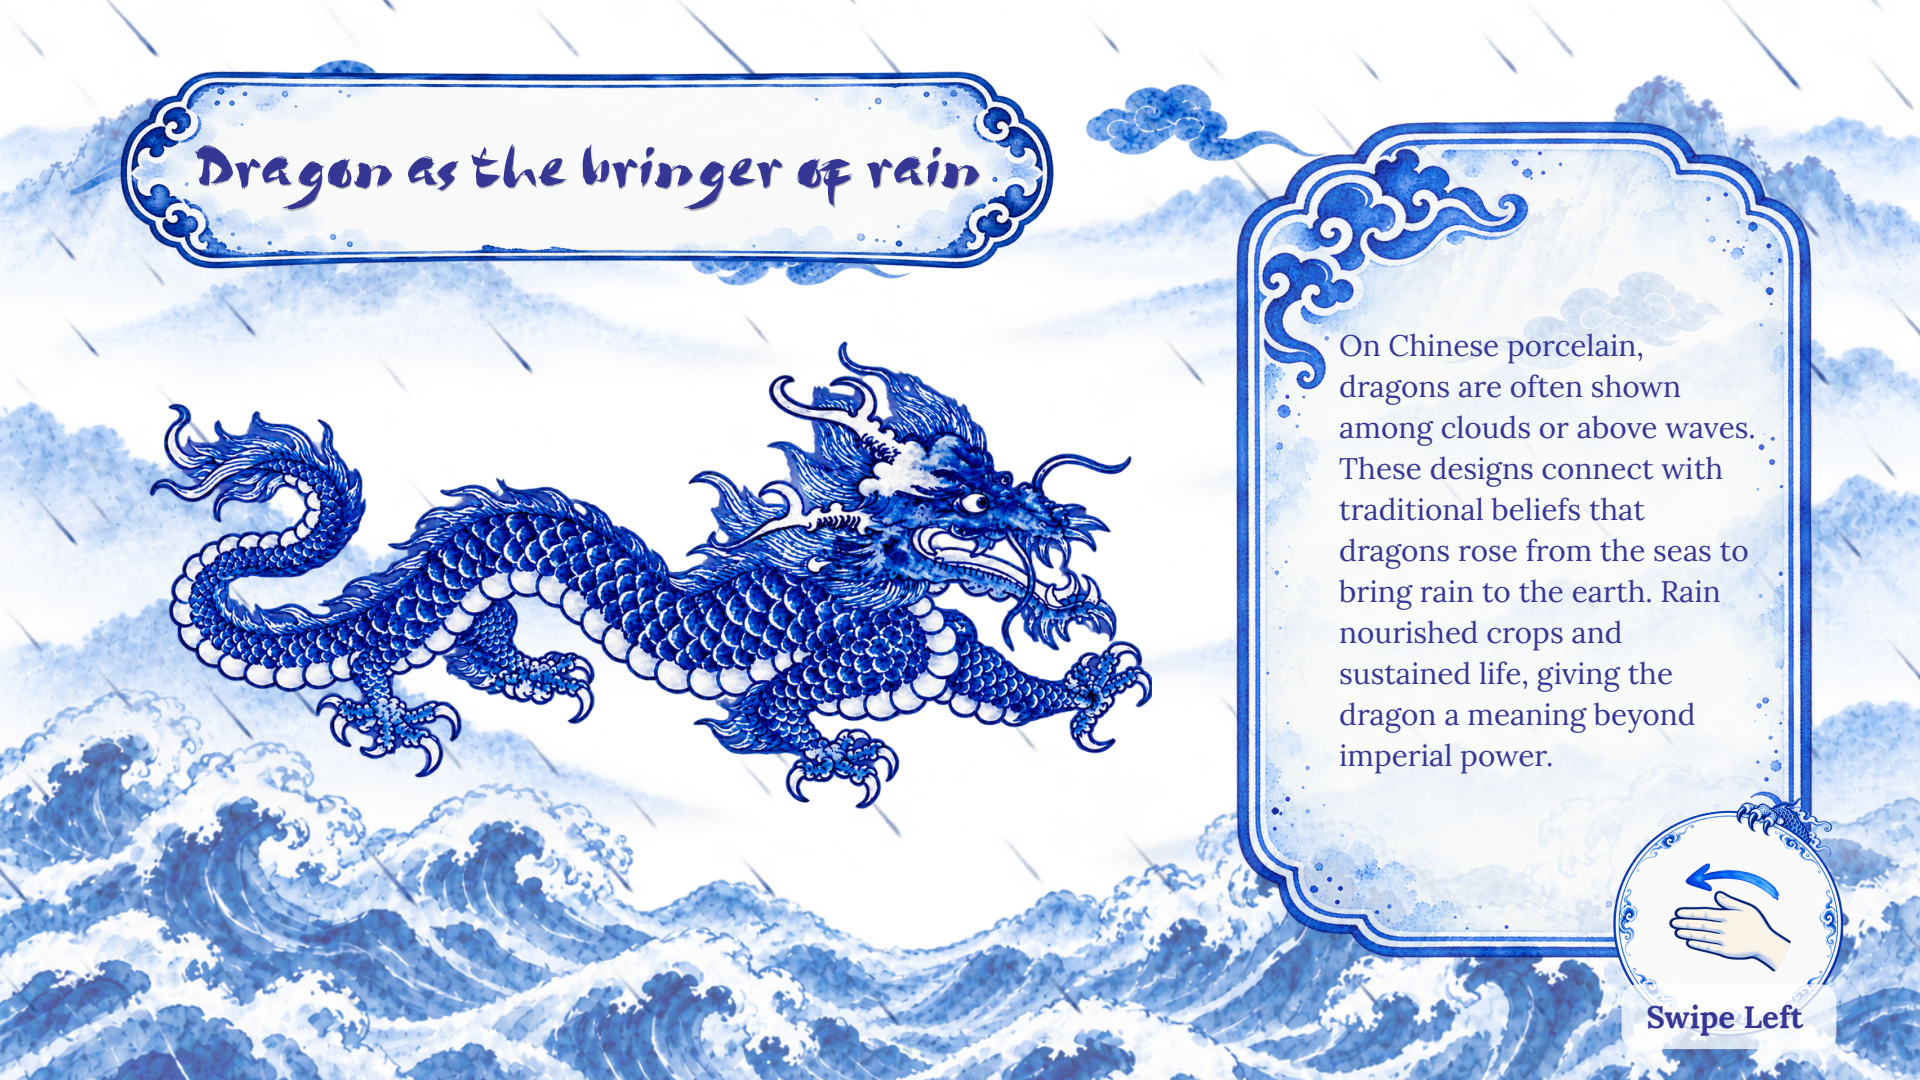 Dragon as the bringer of rain
On Chinese porcelain,
dragons are often shown
among clouds or above waves.
These designs connect with
traditional beliefs that
dragons rose from the seas to
bring rain to the earth. Rain
nourished crops and
sustained life, giving the
dragon a meaning beyond
imperial power.
Swipe Left